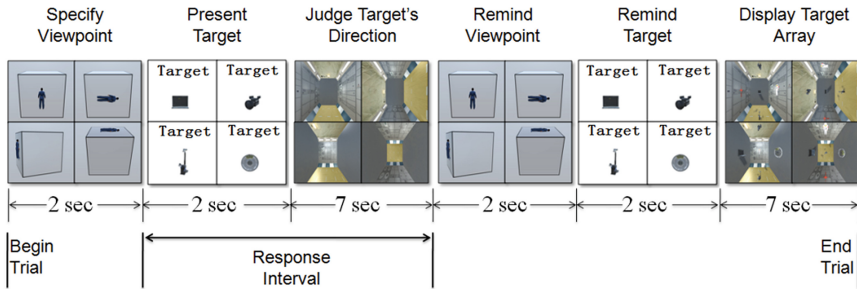 Specify
Viewpoint
Present
Target
Judge Target's
Direction
Remind
Viewpoint
Remind
Target
Display Target
Array
Target Target
Target Target
Target Target
Target Target
2 sec
2 sec
7 sec
2 sec
2 sec
7 sec
Begin
Trial
Response
Interval
End
Trial